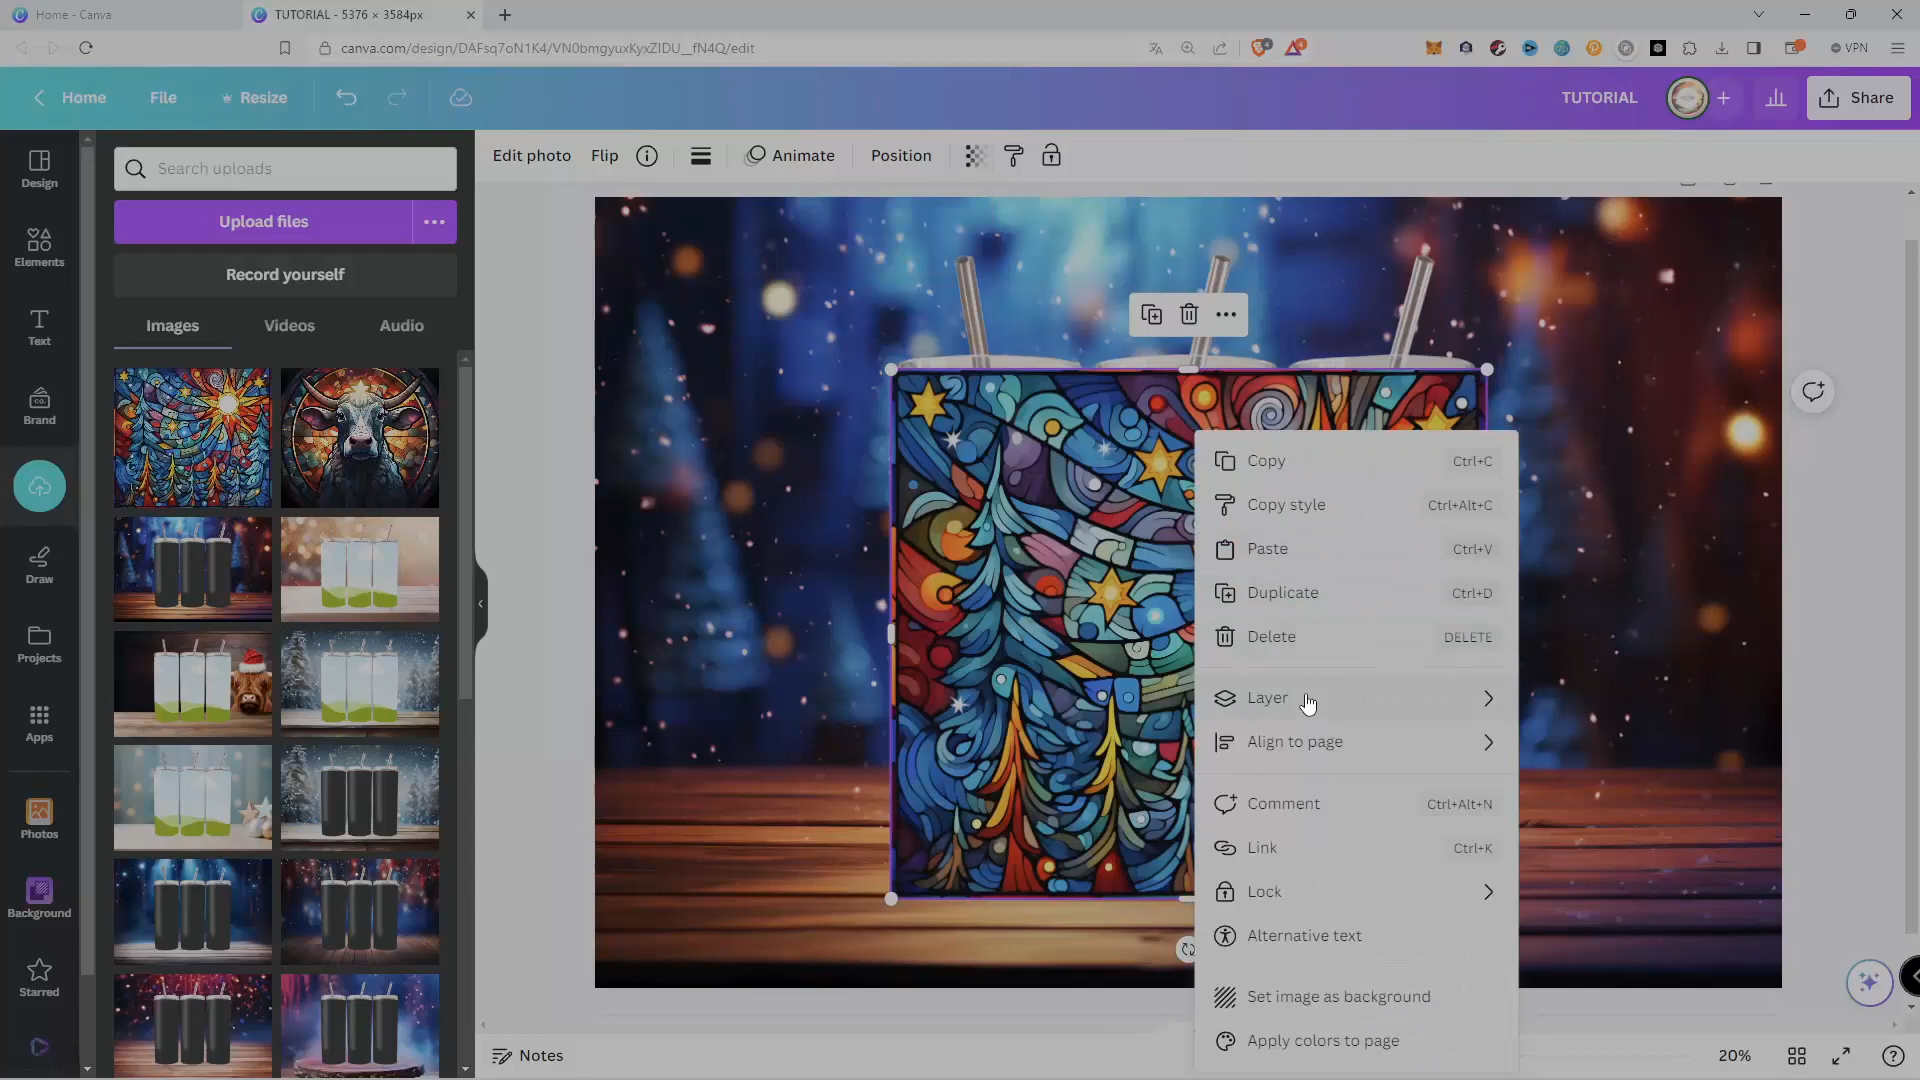 Home - Canva
TUTORIAL - 5376 × 3584px
canva.com/design/DAFsq7oN1K4/VN0bmgyuxKyxZIDU__fN4Q/edit
VPN
Home
File
Resize
TUTORIAL
Share
Design
Elements
Text
Brand
Draw
Projects
Apps
Photos
Background
Starred
Search uploads
Upload files
Record yourself
Images
Videos
Audio
Edit photo
Flip
Animate
Position
Copy Ctrl+C
Copy style Ctrl+Alt+C
Paste Ctrl+V
Duplicate Ctrl+D
Delete DELETE
Layer
Align to page
Comment Ctrl+Alt+N
Link Ctrl+K
Lock
Alternative text
Set image as background
Apply colors to page
Notes
20%